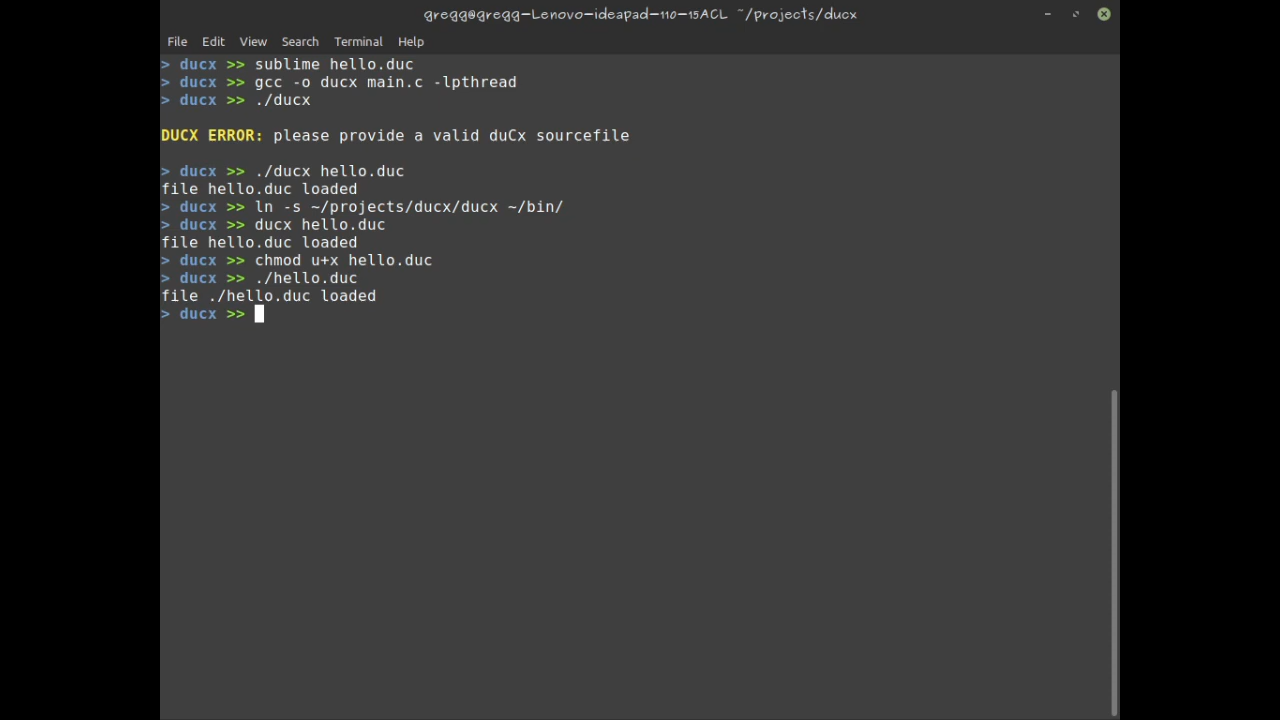 gregg@gregg-Lenovo-ideapad-110-15ACL ~/projects/ducx
File Edit View Search Terminal Help
> ducx >> sublime hello.duc
> ducx >> gcc -o ducx main.c -lpthread
> ducx >> ./ducx
DUCX ERROR: please provide a valid duCx sourcefile
> ducx >> ./ducx hello.duc
file hello.duc loaded
> ducx >> ln -s ~/projects/ducx/ducx ~/bin/
> ducx >> ducx hello.duc
file hello.duc loaded
> ducx >> chmod u+x hello.duc
> ducx >> ./hello.duc
file ./hello.duc loaded
> ducx >>